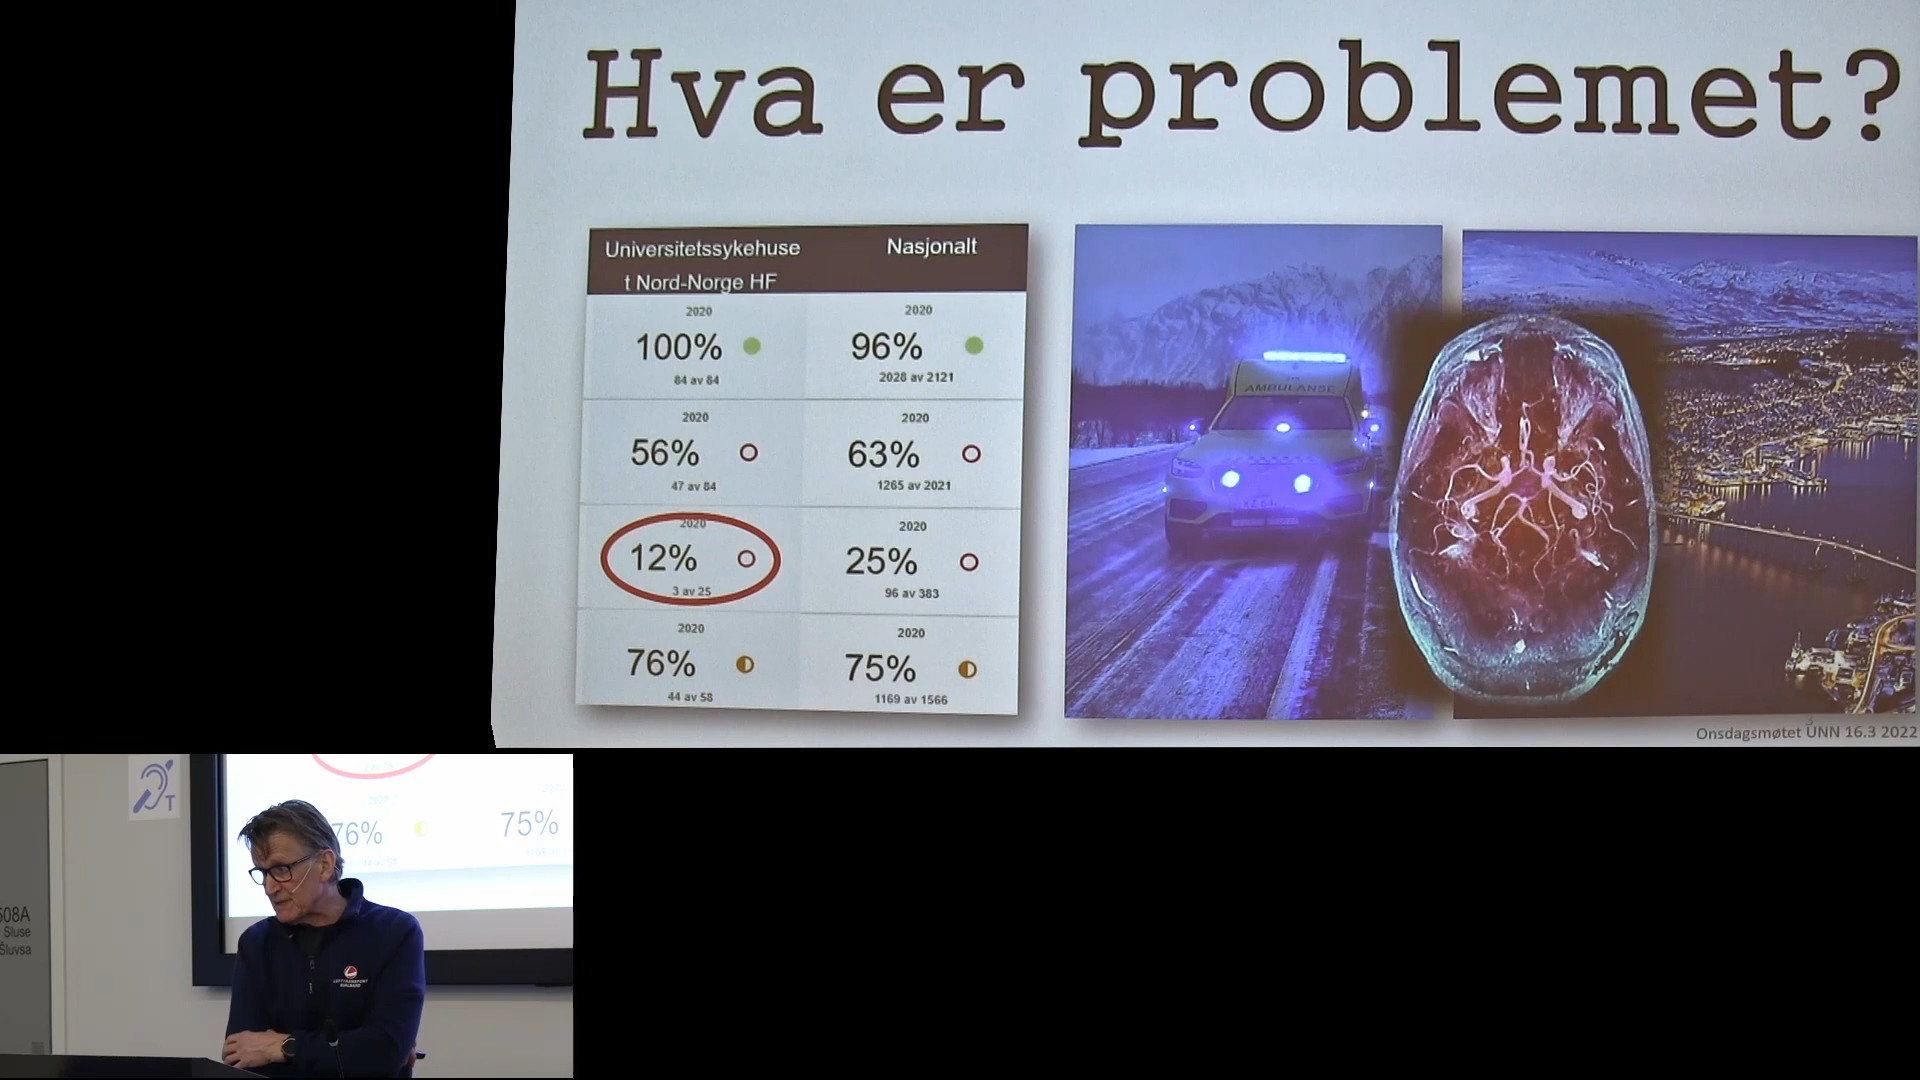 Hva er problemet?
Universitetssykehuse Nasjonalt
t Nord-Norge HF
2020 2020
100% 96%
84 av 84 2028 av 2121
2020 2020
56% 63%
47 av 84 1265 av 2021
2020 2020
12% 25%
3 av 25 96 av 383
2020 2020
76% 75%
44 av 58 1169 av 1566
AMBULANSE
3
Onsdagsmøtet UNN 16.3 2022
T
76% 75%
508A
Sluse
Šluvsa
LUFTTRANSPORT